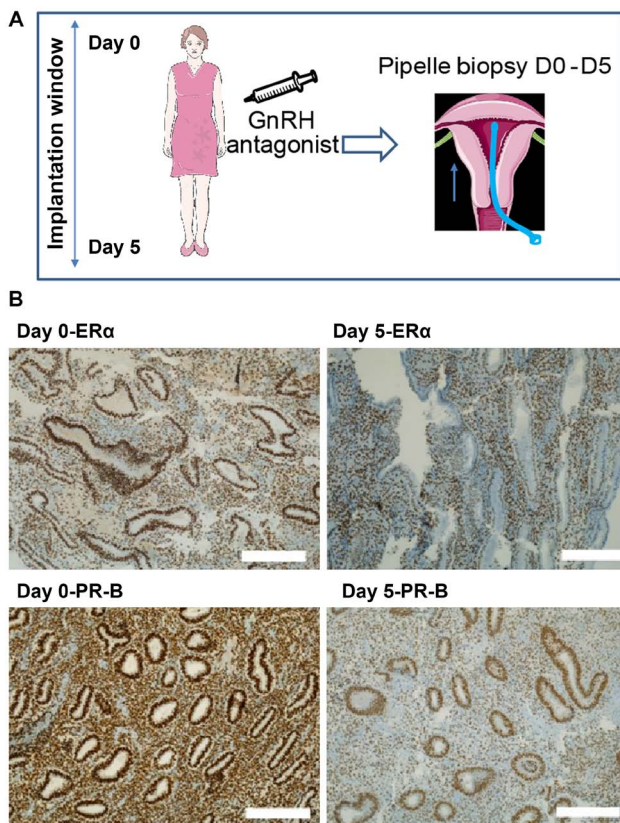 A
Implantation window
Day 0
Day 5
GnRH
antagonist
Pipelle biopsy D0-D5
B
Day 0-ERα
Day 5-ERα
Day 0-PR-B
Day 5-PR-B